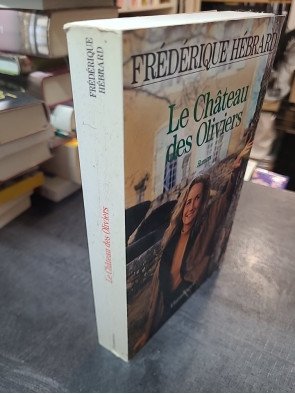 FRÉDÉRIQUE HÉBRARD
Le Château
des Oliviers
Roman
FRÉDÉRIQUE
HÉBRARD
Le Château des Oliviers